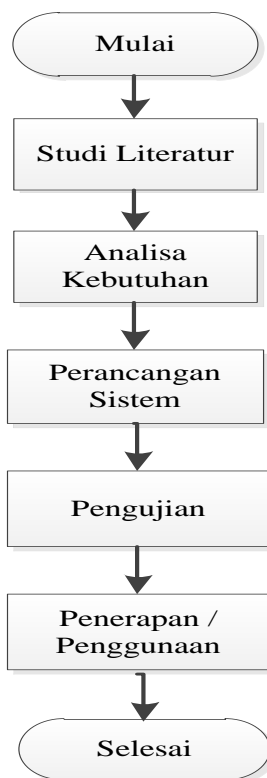 Mulai
Studi Literatur
Analisa
Kebutuhan
Perancangan
Sistem
Pengujian
Penerapan /
Penggunaan
Selesai